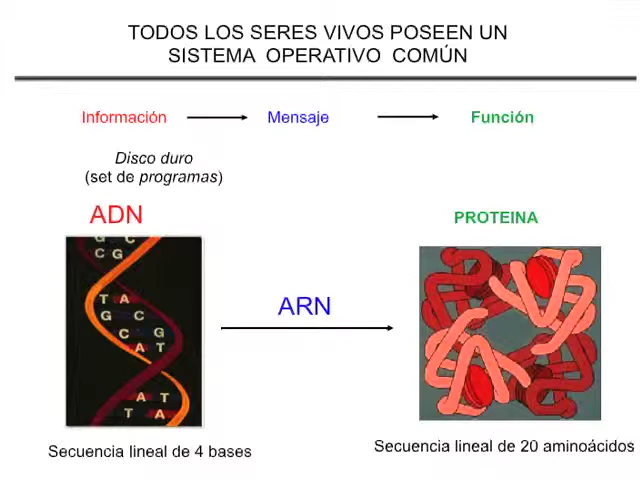 TODOS LOS SERES VIVOS POSEEN UN
SISTEMA OPERATIVO COMÚN
Información
Mensaje
Función
Disco duro
(set de programas)
ADN
PROTEINA
G C
C G
T A
G C
C G
A T
A T
T A
ARN
Secuencia lineal de 4 bases
Secuencia lineal de 20 aminoácidos